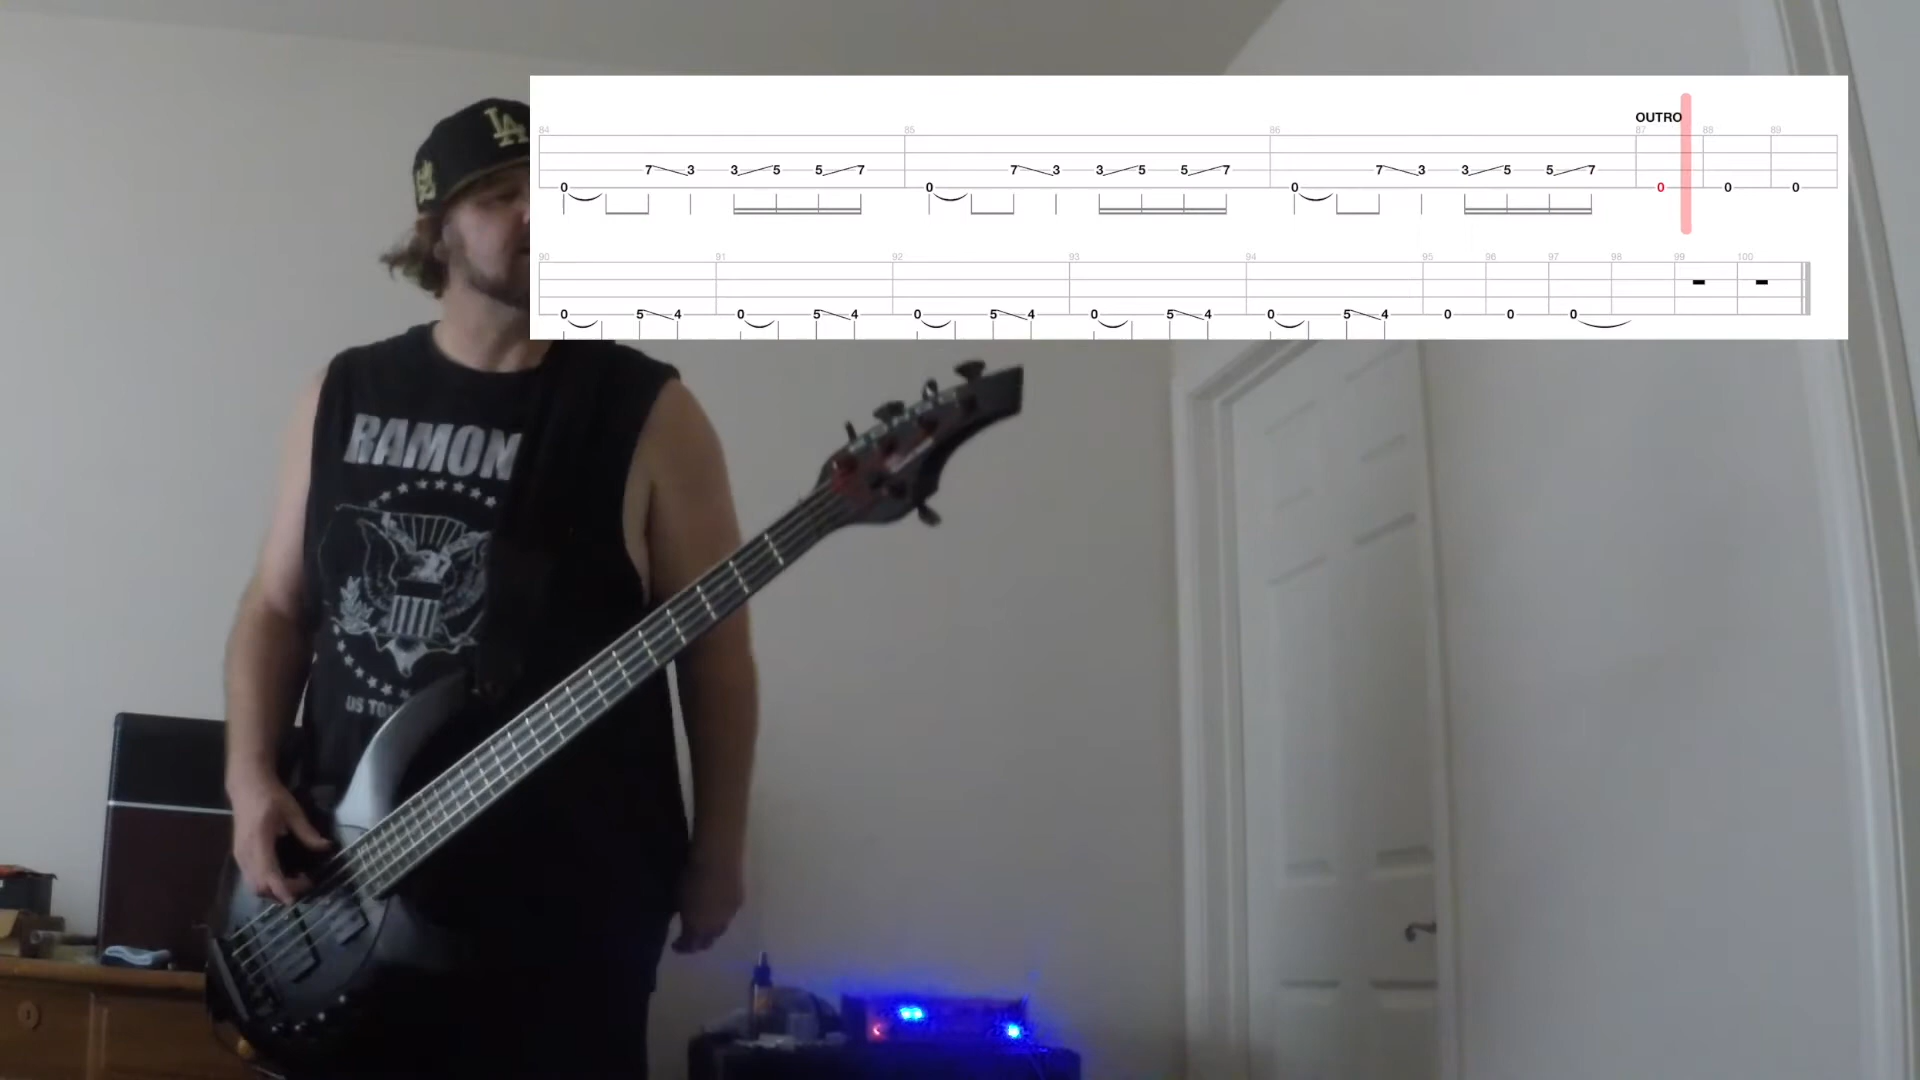 OUTRO
84 85 86 87 88 89
7 3 3 5 5 7 7 3 3 5 5 7 7 3 3 5 5 7
0 0 0 0 0 0
90 91 92 93 94 95 96 97 98 99 100
0 5 4 0 5 4 0 5 4 0 5 4 0 5 4 0 0 0
LA
RAMON
US TO